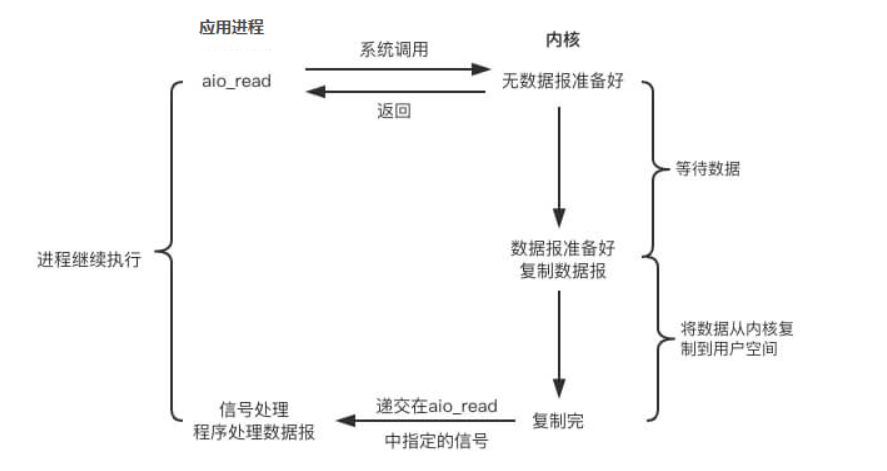 应用进程
内核
系统调用
aio_read
无数据报准备好
返回
等待数据
数据报准备好
复制数据报
进程继续执行
将数据从内核复
制到用户空间
递交在aio_read
中指定的信号
信号处理
程序处理数据报
复制完